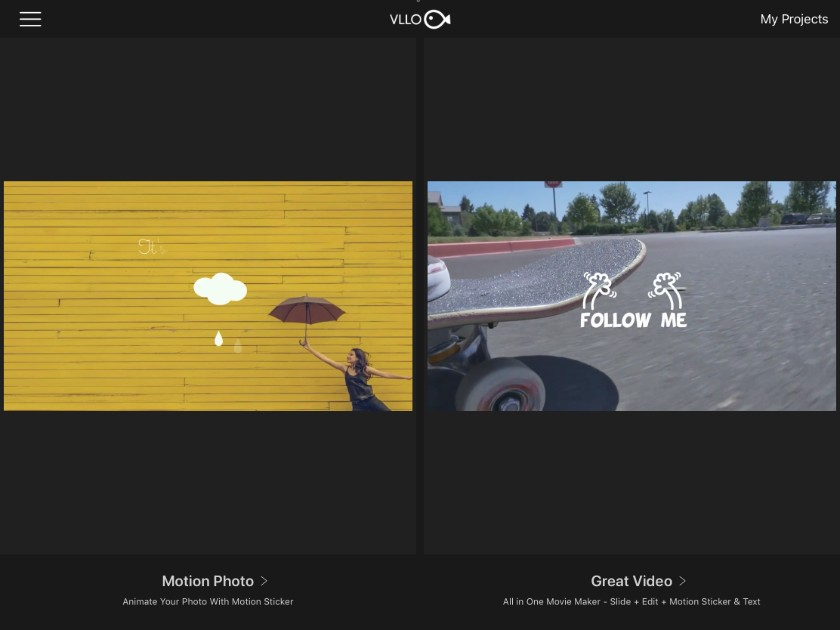 VLLO
My Projects
FOLLOW ME
Motion Photo >
Animate Your Photo With Motion Sticker
Great Video >
All in One Movie Maker - Slide + Edit + Motion Sticker & Text